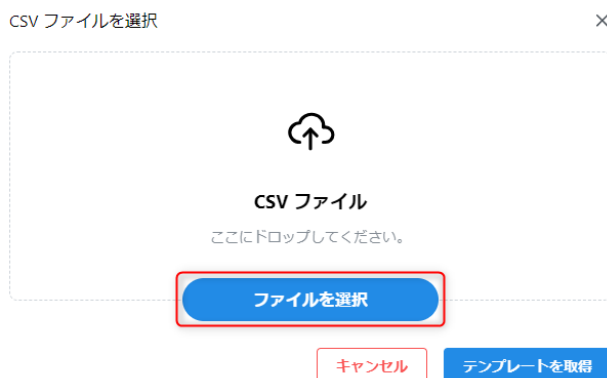 CSV ファイルを選択
CSV ファイル
ここにドロップしてください。
ファイルを選択
キャンセル
テンプレートを取得